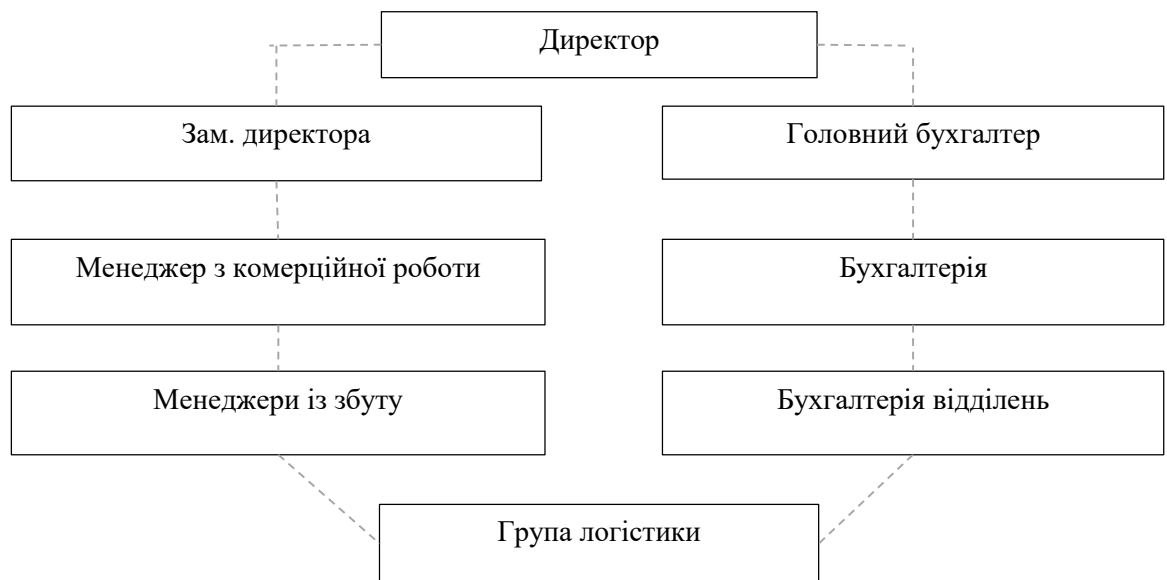 Директор
Зам. директора
Головний бухгалтер
Менеджер з комерційної роботи
Бухгалтерія
Менеджери із збуту
Бухгалтерія відділень
Група логістики